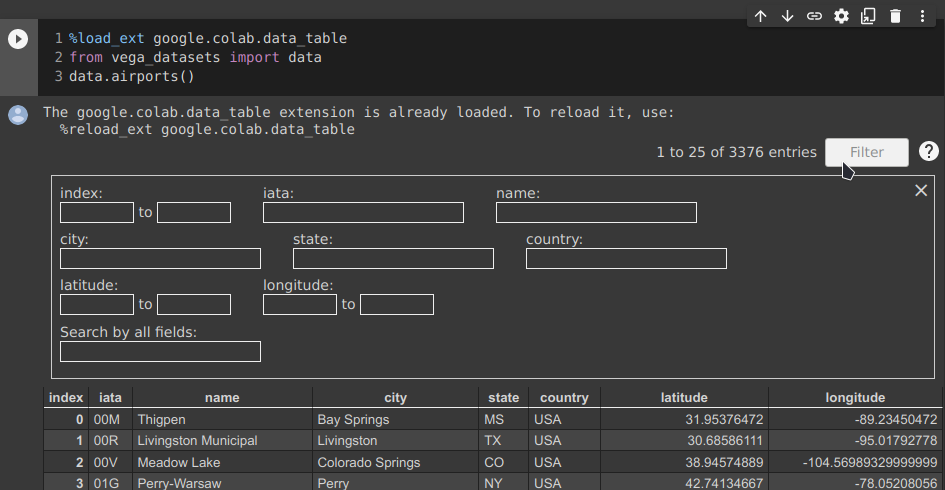 1 %load_ext google.colab.data_table
2 from vega_datasets import data
3 data.airports()
The google.colab.data_table extension is already loaded. To reload it, use:
%reload_ext google.colab.data_table
1 to 25 of 3376 entries Filter ?
index: iata: name:
to
city: state: country:
latitude: longitude:
to to
Search by all fields:
index iata name city state country latitude longitude
0 00M Thigpen Bay Springs MS USA 31.95376472 -89.23450472
1 00R Livingston Municipal Livingston TX USA 30.68586111 -95.01792778
2 00V Meadow Lake Colorado Springs CO USA 38.94574889 -104.56989329999999
3 01G Perry-Warsaw Perry NY USA 42.74134667 -78.05208056